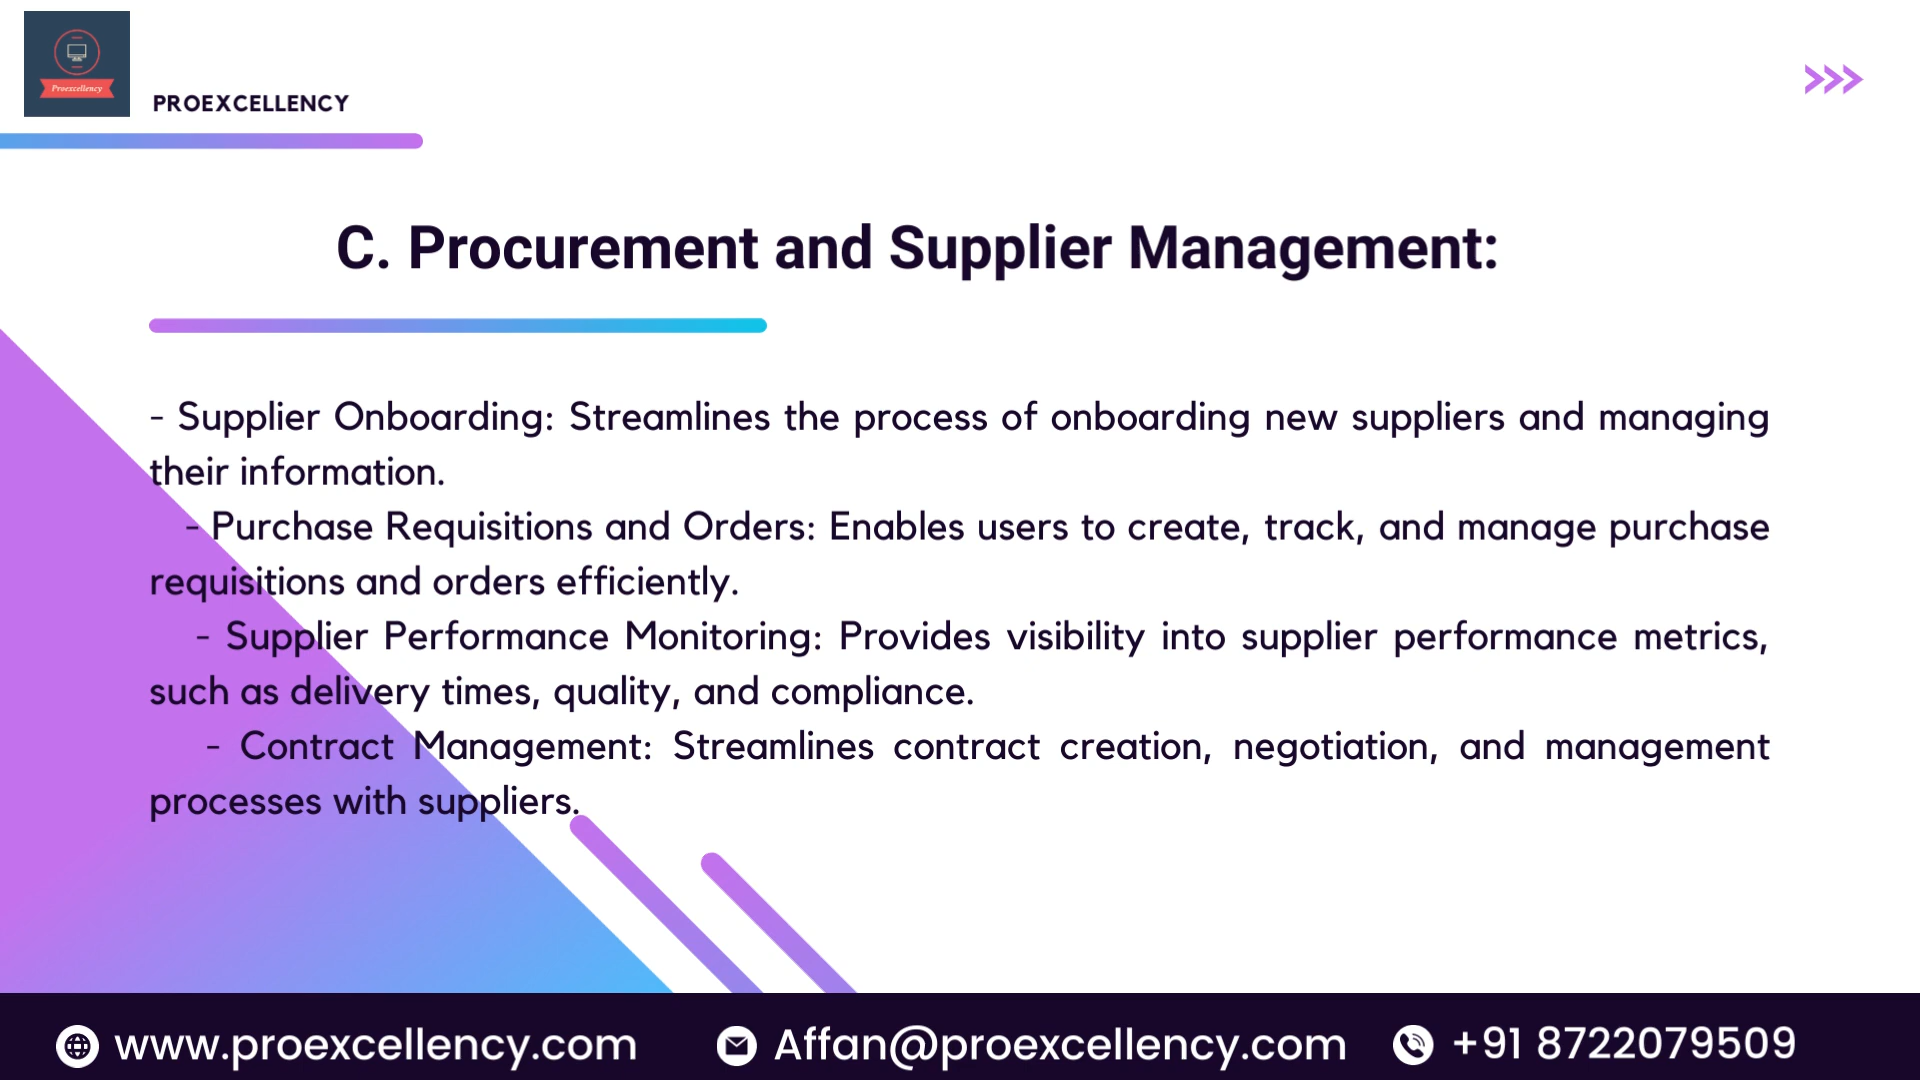 Proexcellency
PROEXCELLENCY
C. Procurement and Supplier Management:
- Supplier Onboarding: Streamlines the process of onboarding new suppliers and managing
their information.
- Purchase Requisitions and Orders: Enables users to create, track, and manage purchase
requisitions and orders efficiently.
- Supplier Performance Monitoring: Provides visibility into supplier performance metrics,
such as delivery times, quality, and compliance.
- Contract Management: Streamlines contract creation, negotiation, and management
processes with suppliers.
www.proexcellency.com
Affan@proexcellency.com
+91 8722079509